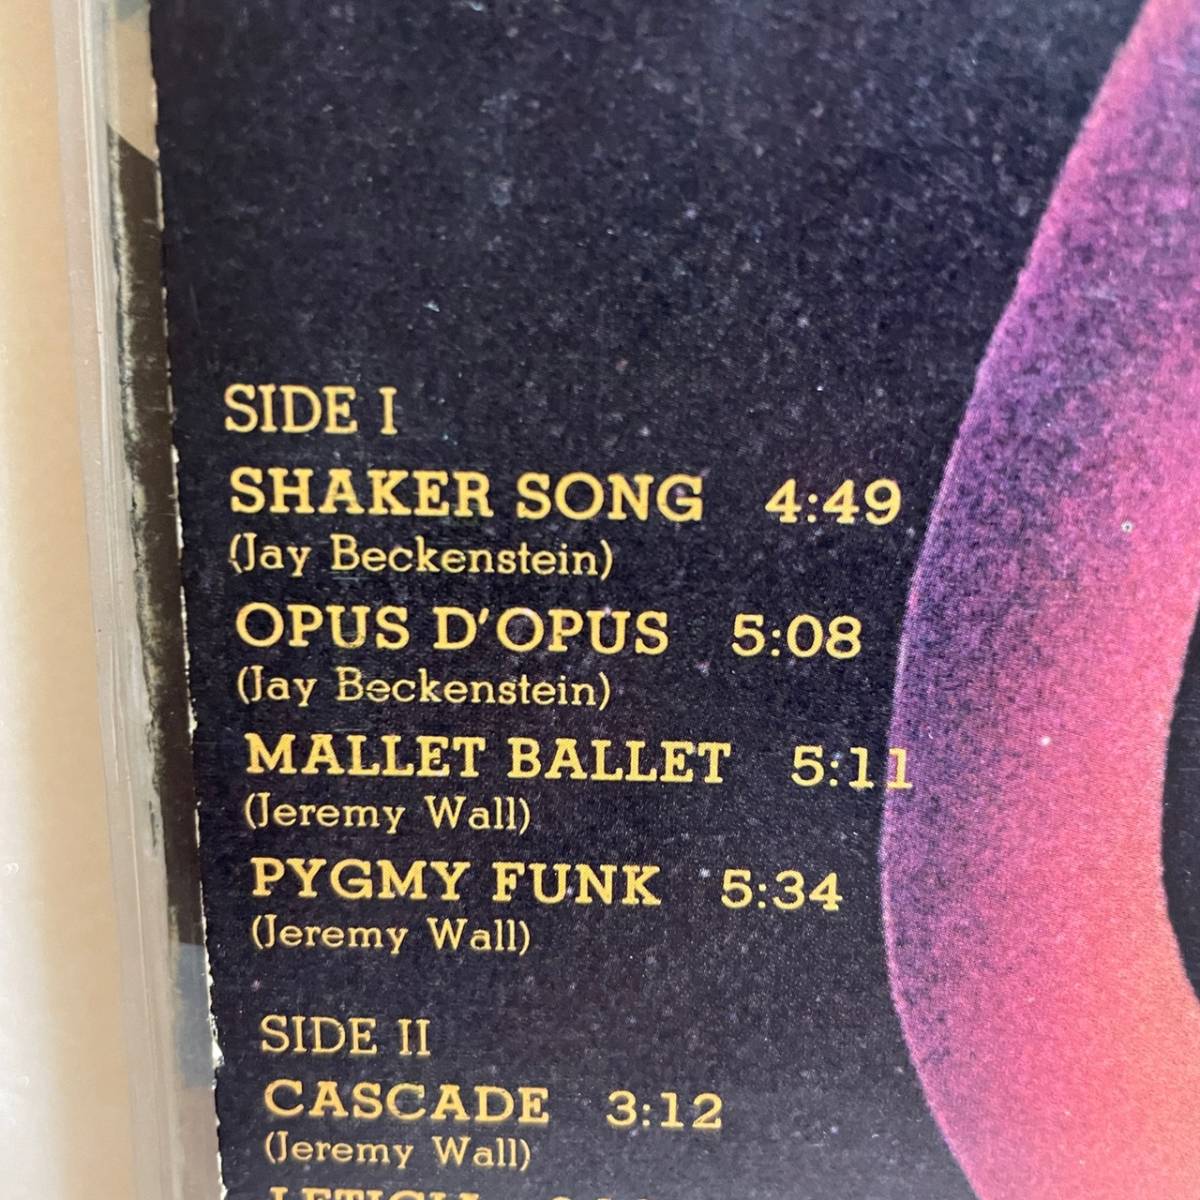 SIDE I
SHAKER SONG 4:49
(Jay Beckenstein)
OPUS D'OPUS 5:08
(Jay Beckenstein)
MALLET BALLET 5:11
(Jeremy Wall)
PYGMY FUNK 5:34
(Jeremy Wall)
SIDE II
CASCADE 3:12
(Jeremy Wall)